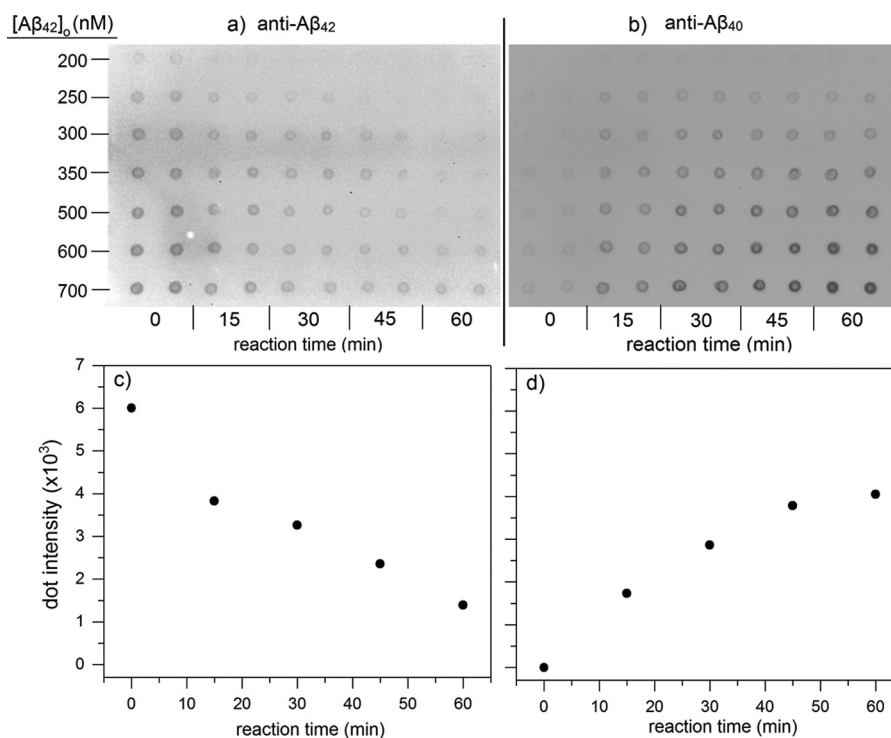 [Aβ₄₂]ₒ(nM)
a) anti-Aβ₄₂
b) anti-Aβ₄₀
200
250
300
350
500
600
700
0 | 15 | 30 | 45 | 60
0 | 15 | 30 | 45 | 60
reaction time (min)
reaction time (min)
c)
7
6
5
4
3
2
1
0
dot intensity (x10³)
0 10 20 30 40 50 60
reaction time (min)
d)
0 10 20 30 40 50 60
reaction time (min)